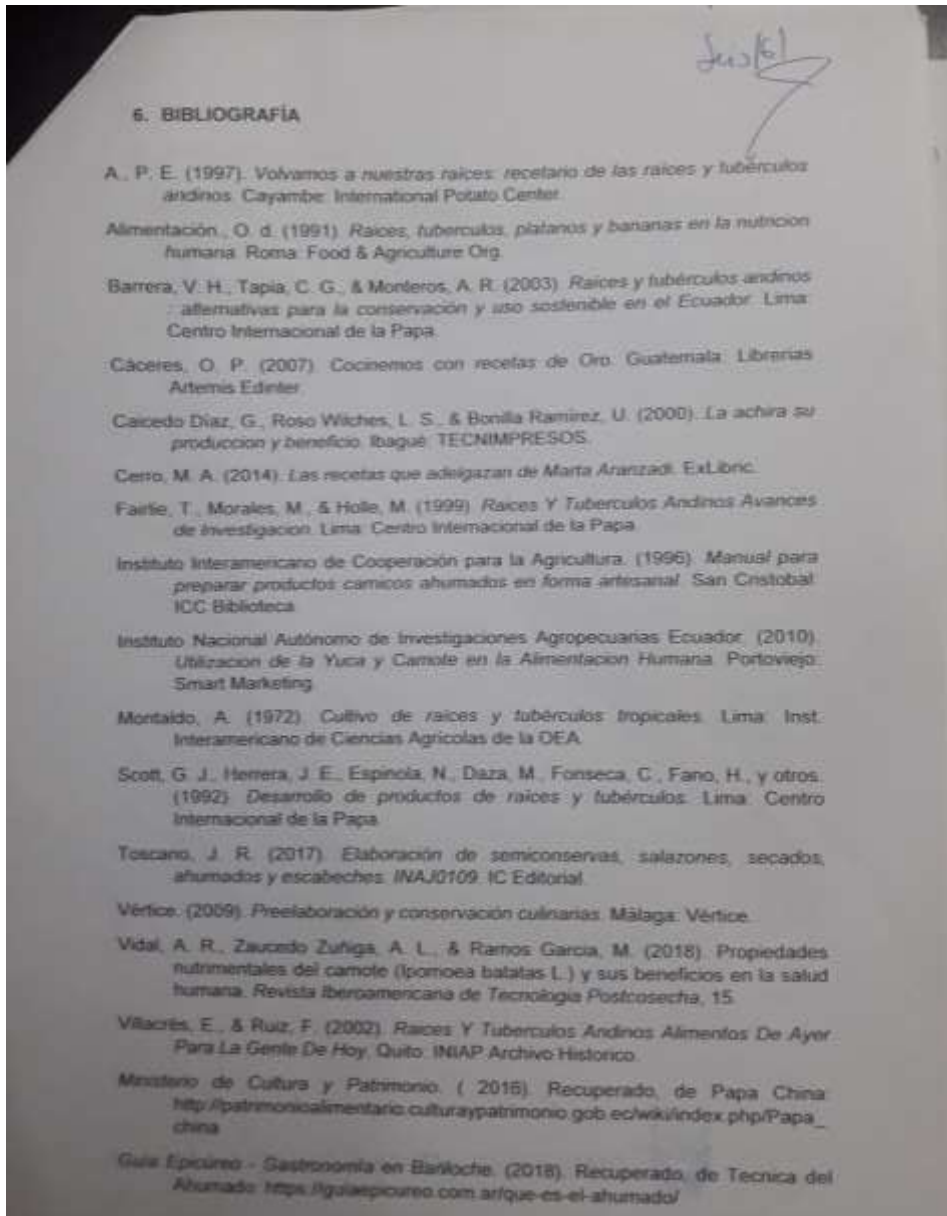 Seis (6)
6. BIBLIOGRAFÍA
A., P. E. (1997). Volvamos a nuestras raíces: recetario de las raíces y tubérculos
andinos. Cayambe: International Potato Center.
Alimentación., O. d. (1991). Raices, tuberculos, platanos y bananas en la nutricion
humana. Roma: Food & Agriculture Org.
Barrera, V. H., Tapia, C. G., & Monteros, A. R. (2003). Raíces y tubérculos andinos
: alternativas para la conservación y uso sostenible en el Ecuador. Lima:
Centro Internacional de la Papa.
Cáceres, O. P. (2007). Cocinemos con recetas de Oro. Guatemala: Librerias
Artemis Edinter.
Caicedo Díaz, G., Roso Wilches, L. S., & Bonilla Ramirez, U. (2000). La achira su
produccion y beneficio. Ibagué: TECNIMPRESOS.
Cerro, M. A. (2014). Las recetas que adelgazan de Marta Aranzadi. ExLibric.
Fairlie, T., Morales, M., & Holle, M. (1999). Raices Y Tuberculos Andinos Avances
de Investigacion. Lima: Centro Internacional de la Papa.
Instituto Interamericano de Cooperación para la Agricultura. (1996). Manual para
preparar productos carnicos ahumados en forma artesanal. San Cristobal:
ICC Biblioteca.
Instituto Nacional Autónomo de Investigaciones Agropecuarias Ecuador. (2010).
Utilizacion de la Yuca y Camote en la Alimentacion Humana. Portoviejo:
Smart Marketing.
Montaldo, A. (1972). Cultivo de raíces y tubérculos tropicales. Lima: Inst.
Interamericano de Ciencias Agrícolas de la OEA.
Scott, G. J., Herrera, J. E., Espinola, N., Daza, M., Fonseca, C., Fano, H., y otros.
(1992). Desarrollo de productos de raíces y tubérculos. Lima: Centro
Internacional de la Papa.
Toscano, J. R. (2017). Elaboración de semiconservas, salazones, secados,
ahumados y escabeches. INAJ0109. IC Editorial.
Vértice. (2009). Preelaboración y conservación culinarias. Málaga: Vértice.
Vidal, A. R., Zaucedo Zuñiga, A. L., & Ramos Garcia, M. (2018). Propiedades
nutrimentales del camote (Ipomoea batatas L.) y sus beneficios en la salud
humana. Revista Iberoamericana de Tecnologia Postcosecha, 15.
Villacrés, E., & Ruiz, F. (2002). Raices Y Tuberculos Andinos Alimentos De Ayer
Para La Gente De Hoy. Quito: INIAP Archivo Historico.
Ministerio de Cultura y Patrimonio. ( 2016). Recuperado, de Papa China:
http://patrimonioalimentario.culturaypatrimonio.gob.ec/wiki/index.php/Papa_
china
Guía Epicúreo - Gastronomía en Bariloche. (2018). Recuperado, de Tecnica del
Ahumado: https://guiaepicureo.com.ar/que-es-el-ahumado/